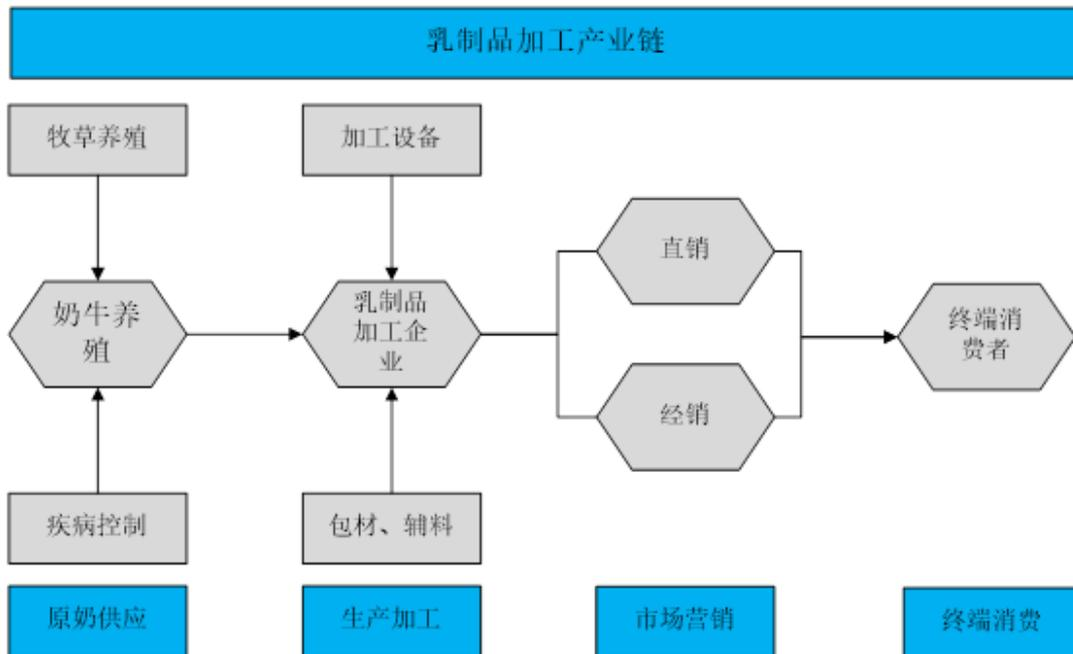 乳制品加工产业链
牧草养殖
加工设备
直销
奶牛养
殖
乳制品
加工企
业
终端消
费者
经销
疾病控制
包材、辅料
原奶供应
生产加工
市场营销
终端消费